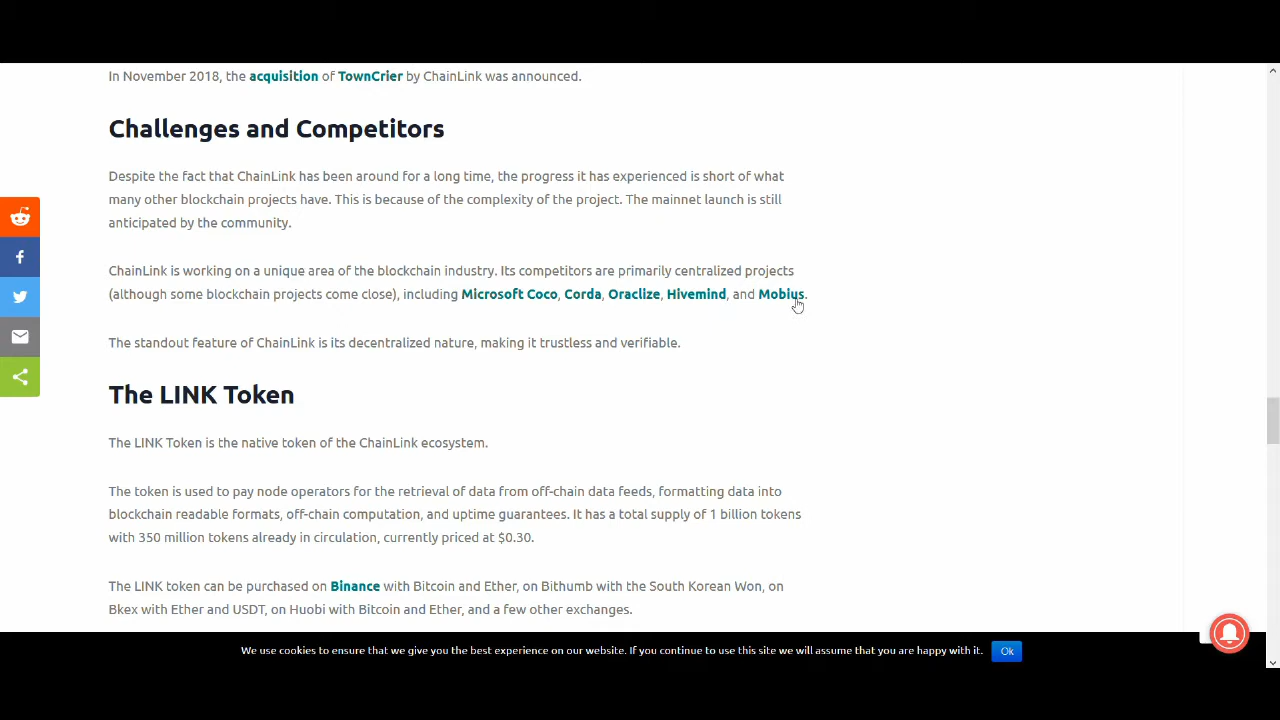 In November 2018, the acquisition of TownCrier by ChainLink was announced.
Challenges and Competitors
Despite the fact that ChainLink has been around for a long time, the progress it has experienced is short of what
many other blockchain projects have. This is because of the complexity of the project. The mainnet launch is still
anticipated by the community.
ChainLink is working on a unique area of the blockchain industry. Its competitors are primarily centralized projects
(although some blockchain projects come close), including Microsoft Coco, Corda, Oraclize, Hivemind, and Mobius.
The standout feature of ChainLink is its decentralized nature, making it trustless and verifiable.
The LINK Token
The LINK Token is the native token of the ChainLink ecosystem.
The token is used to pay node operators for the retrieval of data from off-chain data feeds, formatting data into
blockchain readable formats, off-chain computation, and uptime guarantees. It has a total supply of 1 billion tokens
with 350 million tokens already in circulation, currently priced at $0.30.
The LINK token can be purchased on Binance with Bitcoin and Ether, on Bithumb with the South Korean Won, on
Bkex with Ether and USDT, on Huobi with Bitcoin and Ether, and a few other exchanges.
We use cookies to ensure that we give you the best experience on our website. If you continue to use this site we will assume that you are happy with it. Ok